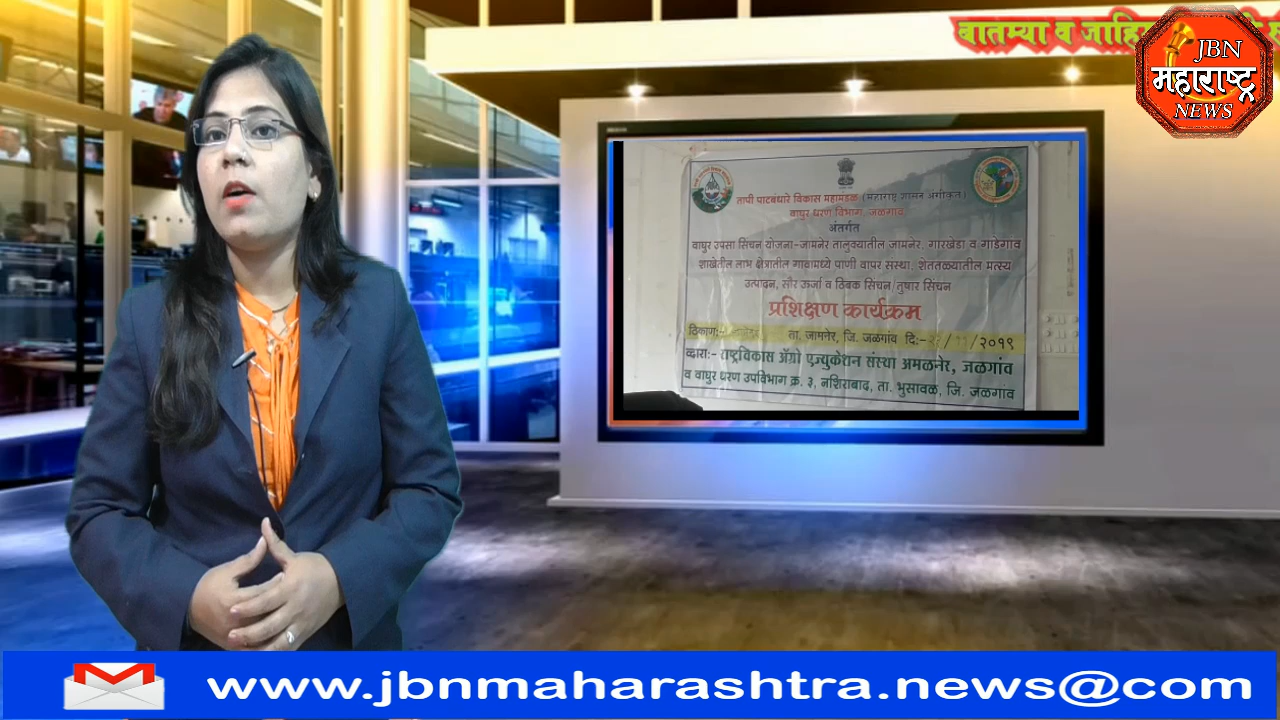 बातम्या व
JBN
महाराष्ट्र
NEWS
तापी पाटबंधारे विकास महामंडळ (महाराष्ट्र शासन अंगीकृत)
वाघुर धरण विभाग, जळगाव
अंतर्गत
वाघुर उपसा सिंचन योजना-जामनेर तालुक्यातील जामनेर, गारखेडा व गाडेगाव
शाखेतील लाभ क्षेत्रातील गावामध्ये पाणी वापर संस्था, शेततळ्यातील मत्स्य
उत्पादन, सौर ऊर्जा व ठिबक सिंचन/तुषार सिंचन
प्रशिक्षण कार्यक्रम
ठिकाण:- ता. जामनेर, जि. जळगांव दि:- /११/२०१९
व्दारा:- राष्ट्रविकास ॲग्रो एज्युकेशन संस्था अमळनेर, जळगांव
व वाघुर धरण उपविभाग क्र. ३, नशिराबाद, ता. भुसावळ, जि. जळगांव
www.jbnmaharashtra.news@com